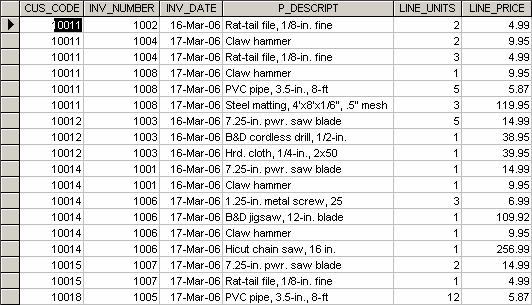 CUS_CODE INV_NUMBER INV_DATE P_DESCRIPT LINE_UNITS LINE_PRICE
10011 1002 16-Mar-06 Rat-tail file, 1/8-in. fine 2 4.99
10011 1004 17-Mar-06 Claw hammer 2 9.95
10011 1004 17-Mar-06 Rat-tail file, 1/8-in. fine 3 4.99
10011 1008 17-Mar-06 Claw hammer 1 9.95
10011 1008 17-Mar-06 PVC pipe, 3.5-in., 8-ft 5 5.87
10011 1008 17-Mar-06 Steel matting, 4'x8'x1/6", .5" mesh 3 119.95
10012 1003 16-Mar-06 7.25-in. pwr. saw blade 5 14.99
10012 1003 16-Mar-06 B&D cordless drill, 1/2-in. 1 38.95
10012 1003 16-Mar-06 Hrd. cloth, 1/4-in., 2x50 1 39.95
10014 1001 16-Mar-06 7.25-in. pwr. saw blade 1 14.99
10014 1001 16-Mar-06 Claw hammer 1 9.95
10014 1006 17-Mar-06 1.25-in. metal screw, 25 3 6.99
10014 1006 17-Mar-06 B&D jigsaw, 12-in. blade 1 109.92
10014 1006 17-Mar-06 Claw hammer 1 9.95
10014 1006 17-Mar-06 Hicut chain saw, 16 in. 1 256.99
10015 1007 17-Mar-06 7.25-in. pwr. saw blade 2 14.99
10015 1007 17-Mar-06 Rat-tail file, 1/8-in. fine 1 4.99
10018 1005 17-Mar-06 PVC pipe, 3.5-in., 8-ft 12 5.87